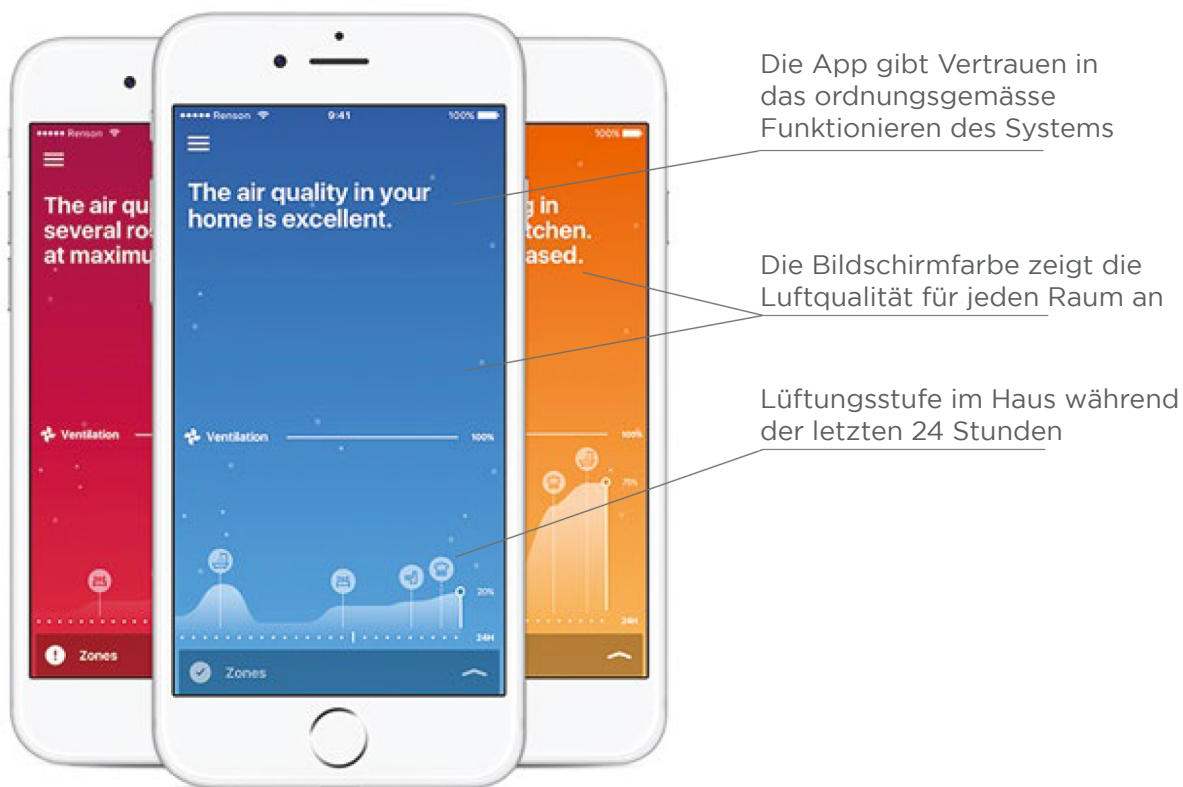 Renson
9:41
100%
The air quality in your
home is excellent.
Ventilation
100%
20%
24H
Zones
Renson
The air qu
several ro
at maximu
Ventilation
Zones
100%
g in
tchen.
ased.
100%
75%
24H
Die App gibt Vertrauen in
das ordnungsgemässe
Funktionieren des Systems
Die Bildschirmfarbe zeigt die
Luftqualität für jeden Raum an
Lüftungsstufe im Haus während
der letzten 24 Stunden